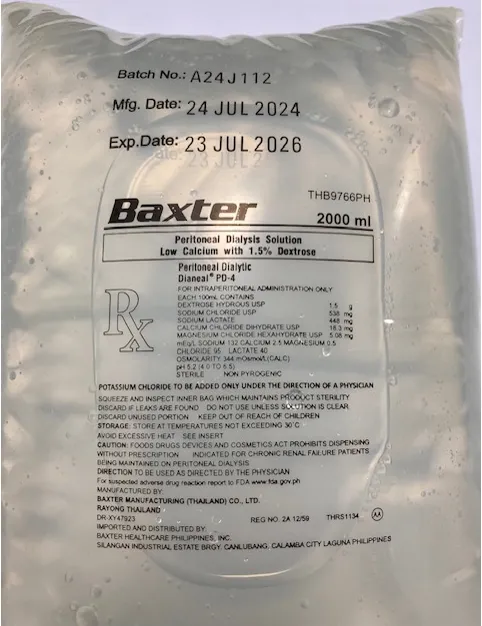 Batch No.: A24J112
Mfg. Date: 24 JUL 2024
Exp.Date: 23 JUL 2026
Baxter
THB9766PH
2000 ml
Peritoneal Dialysis Solution
Low Calcium with 1.5% Dextrose
Peritoneal Dialytic
Dianeal® PD-4
Rx
FOR INTRAPERITONEAL ADMINISTRATION ONLY
EACH 100mL CONTAINS
DEXTROSE HYDROUS USP 1.5 g
SODIUM CHLORIDE USP 538 mg
SODIUM LACTATE 448 mg
CALCIUM CHLORIDE DIHYDRATE USP 18.3 mg
MAGNESIUM CHLORIDE HEXAHYDRATE USP 5.08 mg
mEq/L SODIUM 132 CALCIUM 2.5 MAGNESIUM 0.5
CHLORIDE 95 LACTATE 40
OSMOLARITY 344 mOsmol/L(CALC)
pH 5.2 (4.0 TO 6.5)
STERILE NON PYROGENIC
POTASSIUM CHLORIDE TO BE ADDED ONLY UNDER THE DIRECTION OF A PHYSICIAN
SQUEEZE AND INSPECT INNER BAG WHICH MAINTAINS PRODUCT STERILITY
DISCARD IF LEAKS ARE FOUND DO NOT USE UNLESS SOLUTION IS CLEAR
DISCARD UNUSED PORTION KEEP OUT OF REACH OF CHILDREN
STORAGE: STORE AT TEMPERATURES NOT EXCEEDING 30°C
AVOID EXCESSIVE HEAT SEE INSERT
CAUTION: FOODS DRUGS DEVICES AND COSMETICS ACT PROHIBITS DISPENSING
WITHOUT PRESCRIPTION INDICATED FOR CHRONIC RENAL FAILURE PATIENTS
BEING MAINTAINED ON PERITONEAL DIALYSIS
DIRECTION TO BE USED AS DIRECTED BY THE PHYSICIAN
For suspected adverse drug reaction report to FDA www.fda.gov.ph
MANUFACTURED BY:
BAXTER MANUFACTURING (THAILAND) CO., LTD.
RAYONG THAILAND
DR-XY47923
REG NO. 2A 12/59 THRS1134
IMPORTED AND DISTRIBUTED BY:
BAXTER HEALTHCARE PHILIPPINES, INC.
SILANGAN INDUSTRIAL ESTATE BRGY. CANLUBANG, CALAMBA CITY LAGUNA PHILIPPINES